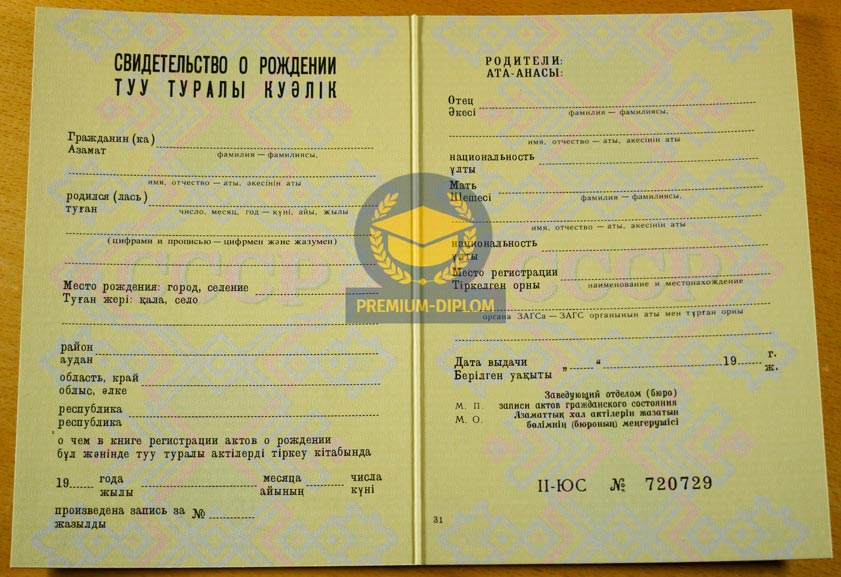 СВИДЕТЕЛЬСТВО О РОЖДЕНИИ
ТУУ ТУРАЛЫ КУӘЛІК
Гражданин (ка)
Азамат
фамилия — фамилиясы,
имя, отчество — аты, әкесінін аты
родился (лась)
туған
число, месяц, год — күні, айы, жылы
(цифрами и прописью — цифрмен және жазумен)
Место рождения: город, селение
Туған жері: қала, село
район
аудан
область, край
облыс, өлке
республика
республика
о чем в книге регистрации актов о рождении
бұл жөнінде туу туралы актілерді тіркеу кітабында
19 года месяца числа
жылы айының күні
произведена запись за №
жазылды
РОДИТЕЛИ:
АТА-АНАСЫ:
Отец
Әкесі
фамилия — фамилиясы,
имя, отчество — аты, әкесінін аты
национальность
ұлты
Мать
Шешесі
фамилия — фамилиясы,
имя, отчество — аты, әкесінін аты
национальность
ұлты
Место регистрации
Тіркелген орны
наименование и местонахождение
органа ЗАГСа — ЗАГС органынын аты мен тұрған орны
Дата выдачи „ “ 19 г.
Берілген уақыты ж.
Заведующий отделом (бюро)
М. П. записи актов гражданского состояния
М. О. Азаматтық хал актілерін жазатын
бөлімнің (бюроның) меңгерушісі
II-ЮС № 720729
31
СССР
СССР
PREMIUM-DIPLOM